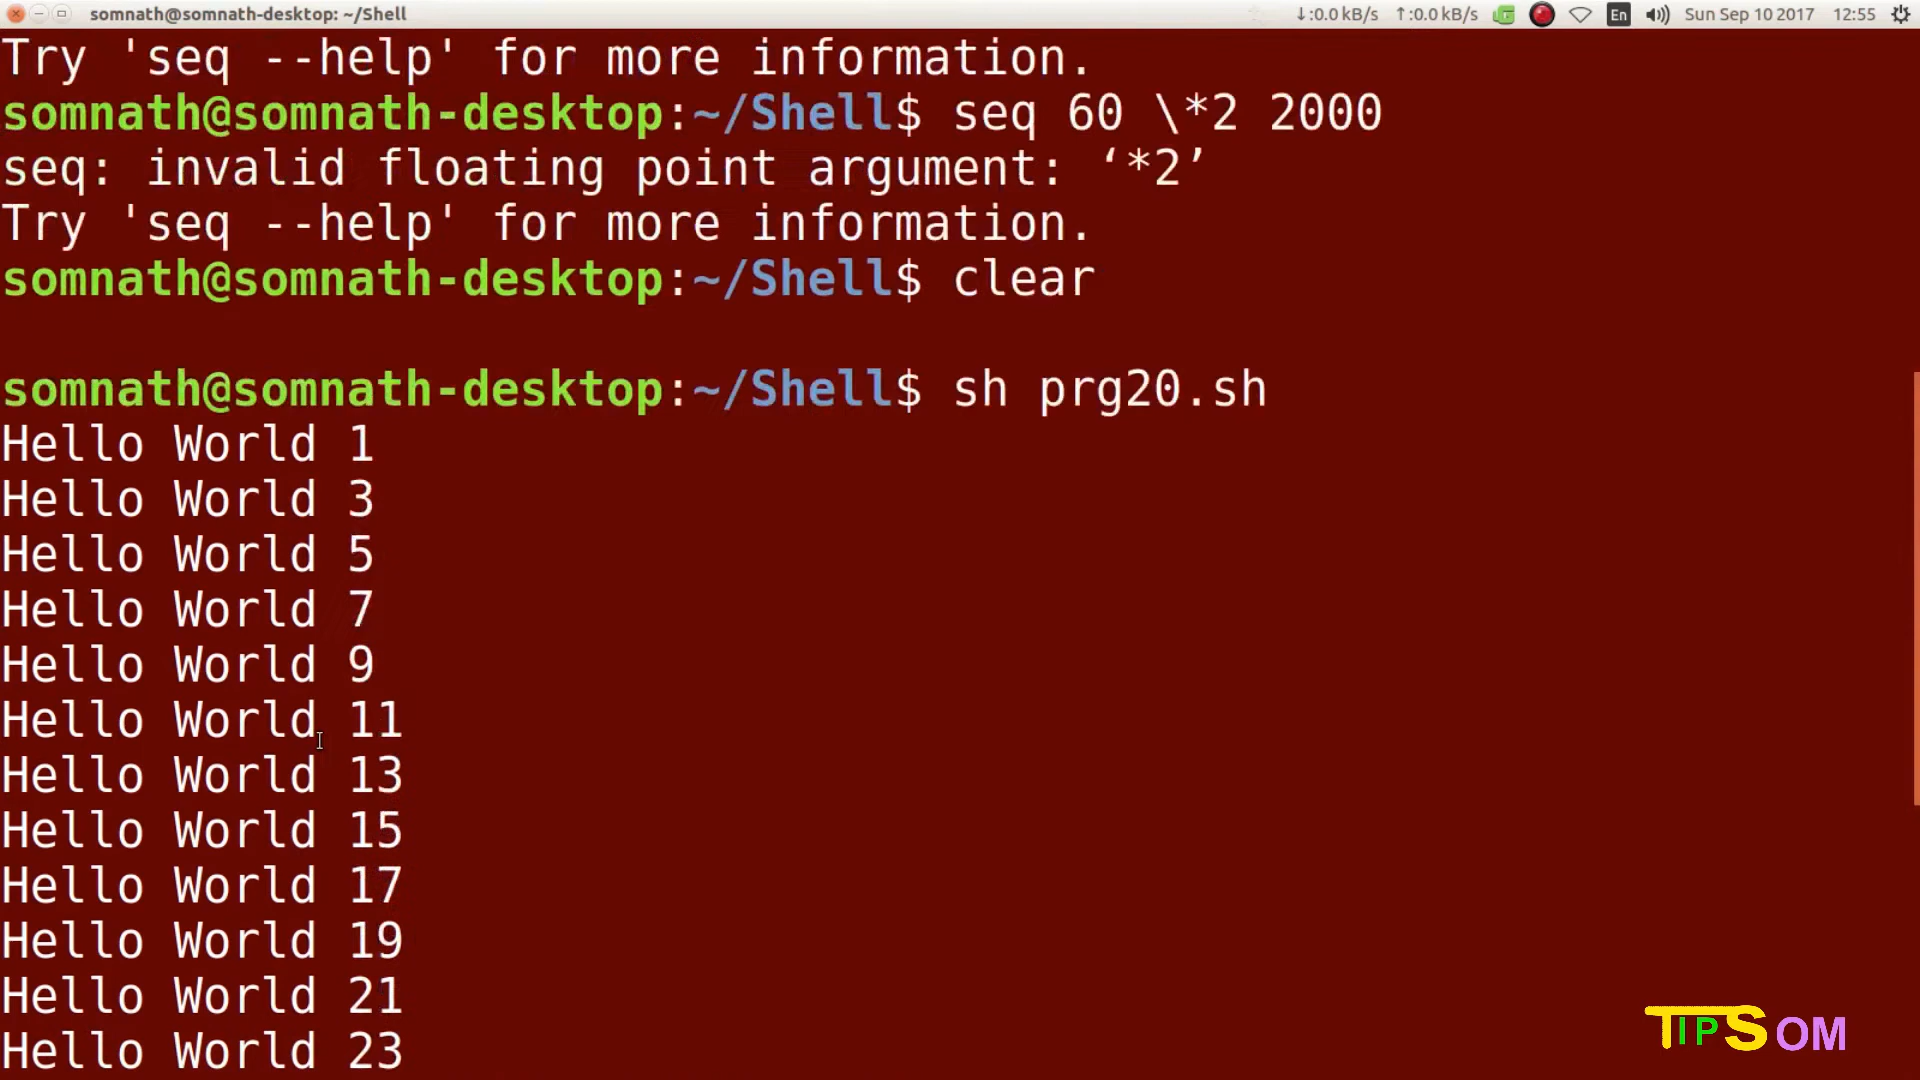 somnath@somnath-desktop: ~/Shell
↓:0.0 kB/s ↑:0.0 kB/s En Sun Sep 10 2017 12:55
Try 'seq --help' for more information.
somnath@somnath-desktop:~/Shell$ seq 60 \*2 2000
seq: invalid floating point argument: ‘*2’
Try 'seq --help' for more information.
somnath@somnath-desktop:~/Shell$ clear
somnath@somnath-desktop:~/Shell$ sh prg20.sh
Hello World 1
Hello World 3
Hello World 5
Hello World 7
Hello World 9
Hello World 11
Hello World 13
Hello World 15
Hello World 17
Hello World 19
Hello World 21
Hello World 23
TIPSOM